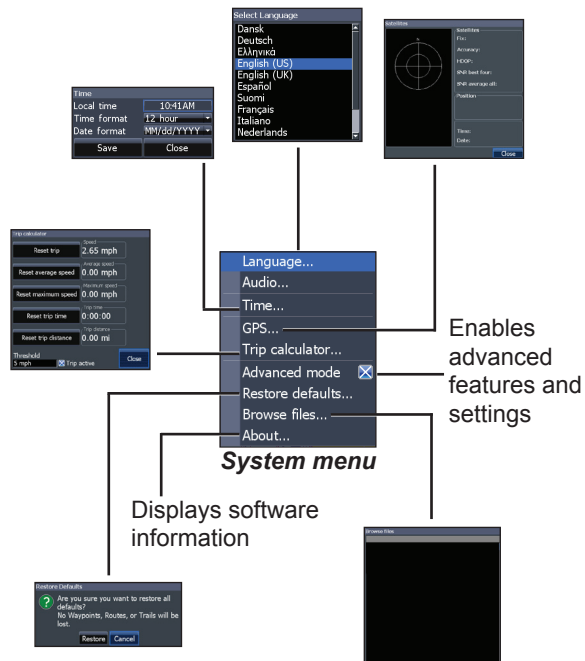 Select Language
Dansk
Deutsch
Ελληνικά
English (US)
English (UK)
Español
Suomi
Français
Italiano
Nederlands
Satellites
N
Satellites
Fix:
Accuracy:
HDOP:
SNR best four:
SNR average all:
Position
Time:
Date:
Close
Time
Local time 10:41AM
Time format 12 hour
Date format MM/dd/YYYY
Save Close
Trip calculator
Speed
Reset trip 2.65 mph
Average speed
Reset average speed 0.00 mph
Maximum speed
Reset maximum speed 0.00 mph
Trip time
Reset trip time 0:00:00
Trip distance
Reset trip distance 0.00 mi
Threshold
5 mph Trip active Close
Language...
Audio...
Time...
GPS...
Trip calculator...
Advanced mode
Restore defaults...
Browse files...
About...
System menu
Enables
advanced
features and
settings
Displays software
information
Restore Defaults
Are you sure you want to restore all
defaults?
No Waypoints, Routes, or Trails will be
lost.
Restore Cancel
Browse files